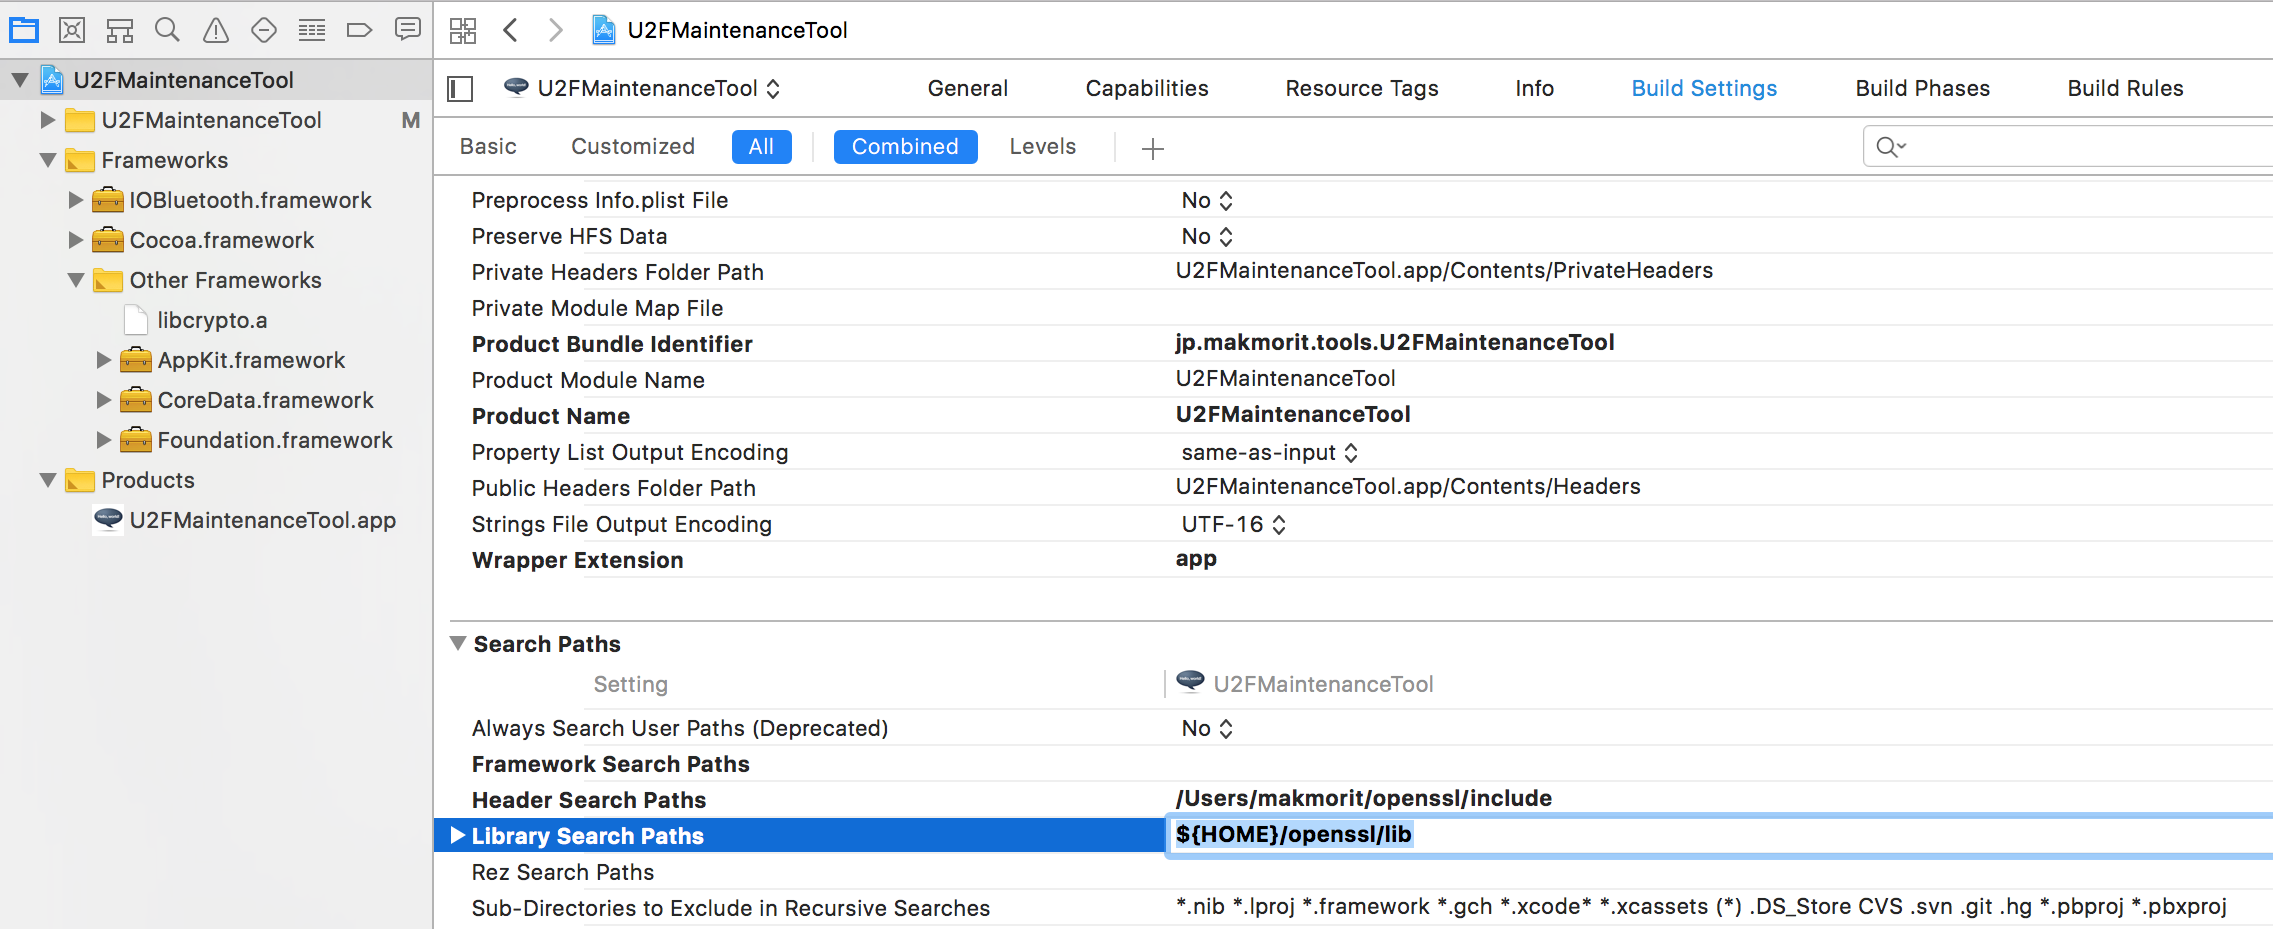 U2FMaintenanceTool
U2FMaintenanceTool
U2FMaintenanceTool M
Frameworks
IOBluetooth.framework
Cocoa.framework
Other Frameworks
libcrypto.a
AppKit.framework
CoreData.framework
Foundation.framework
Products
U2FMaintenanceTool.app
U2FMaintenanceTool General Capabilities Resource Tags Info Build Settings Build Phases Build Rules
Basic Customized All Combined Levels
Preprocess Info.plist File No
Preserve HFS Data No
Private Headers Folder Path U2FMaintenanceTool.app/Contents/PrivateHeaders
Private Module Map File
Product Bundle Identifier jp.makmorit.tools.U2FMaintenanceTool
Product Module Name U2FMaintenanceTool
Product Name U2FMaintenanceTool
Property List Output Encoding same-as-input
Public Headers Folder Path U2FMaintenanceTool.app/Contents/Headers
Strings File Output Encoding UTF-16
Wrapper Extension app
Search Paths
Setting U2FMaintenanceTool
Always Search User Paths (Deprecated) No
Framework Search Paths
Header Search Paths /Users/makmorit/openssl/include
Library Search Paths ${HOME}/openssl/lib
Rez Search Paths
Sub-Directories to Exclude in Recursive Searches *.nib *.lproj *.framework *.gch *.xcode* *.xcassets (*) .DS_Store CVS .svn .git .hg *.pbproj *.pbxproj